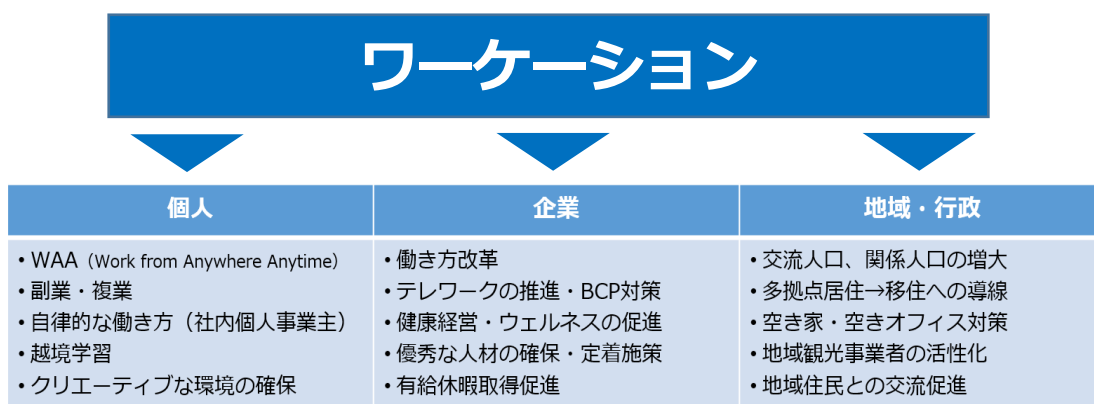 ワーケーション
個人
・WAA（Work from Anywhere Anytime）
・副業・複業
・自律的な働き方（社内個人事業主）
・越境学習
・クリエーティブな環境の確保
企業
・働き方改革
・テレワークの推進・BCP対策
・健康経営・ウェルネスの促進
・優秀な人材の確保・定着施策
・有給休暇取得促進
地域・行政
・交流人口、関係人口の増大
・多拠点居住→移住への導線
・空き家・空きオフィス対策
・地域観光事業者の活性化
・地域住民との交流促進